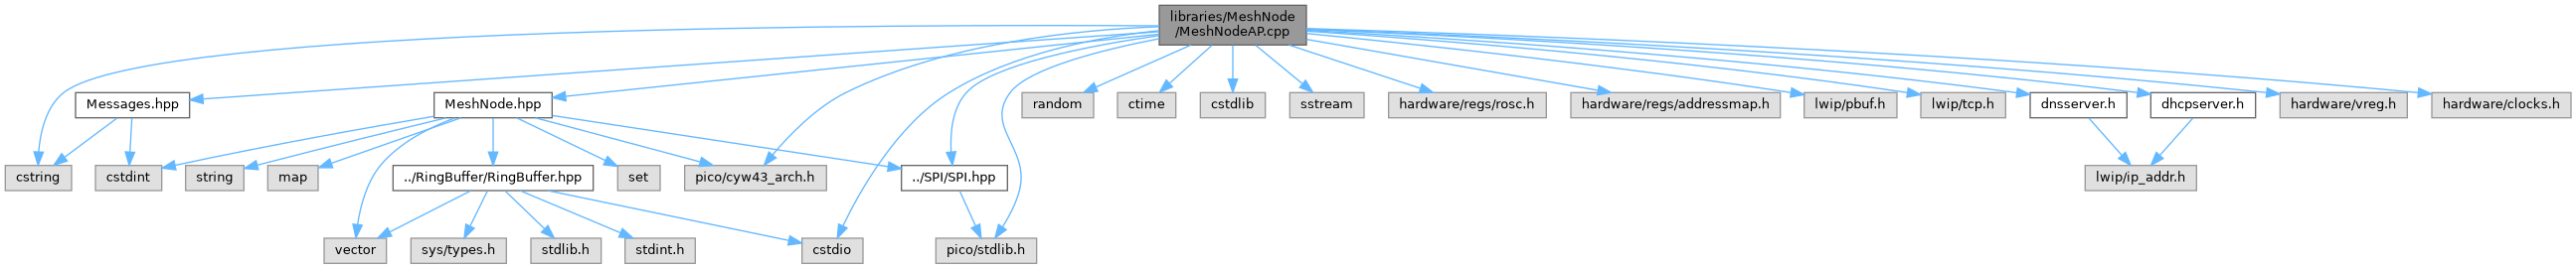 libraries/MeshNode
/MeshNodeAP.cpp
Messages.hpp
MeshNode.hpp
random
ctime
cstdlib
sstream
hardware/regs/rosc.h
hardware/regs/addressmap.h
lwip/pbuf.h
lwip/tcp.h
dnsserver.h
dhcpserver.h
hardware/vreg.h
hardware/clocks.h
cstring
cstdint
string
map
../RingBuffer/RingBuffer.hpp
set
pico/cyw43_arch.h
../SPI/SPI.hpp
lwip/ip_addr.h
vector
sys/types.h
stdlib.h
stdint.h
cstdio
pico/stdlib.h